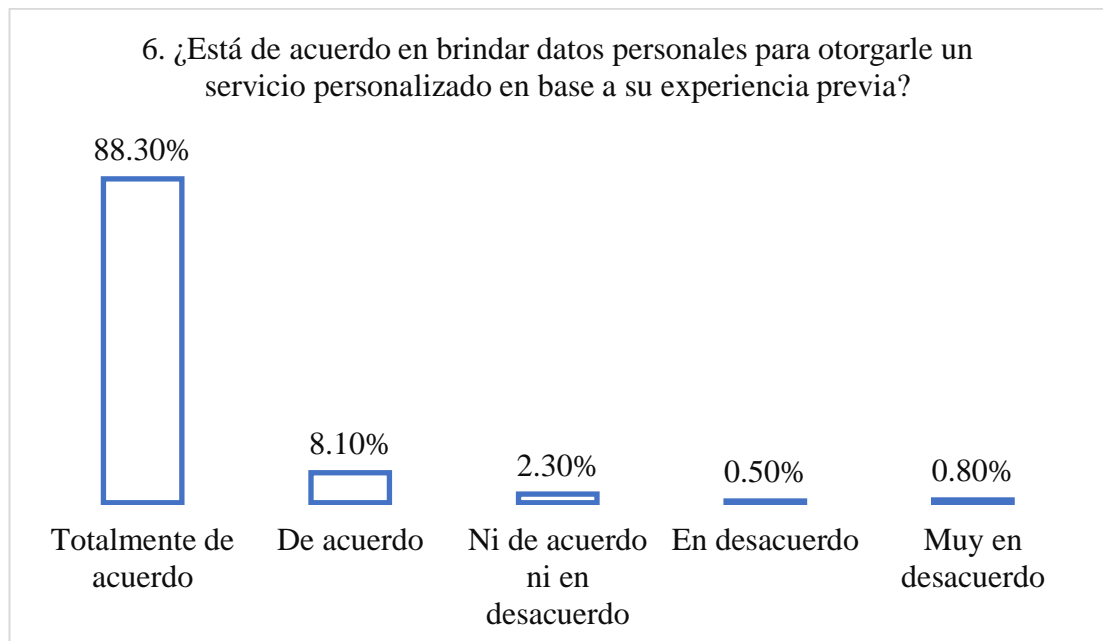 6. ¿Está de acuerdo en brindar datos personales para otorgarle un
servicio personalizado en base a su experiencia previa?
88.30%
8.10%
2.30%
0.50%
0.80%
Totalmente de
acuerdo
De acuerdo
Ni de acuerdo
ni en
desacuerdo
En desacuerdo
Muy en
desacuerdo